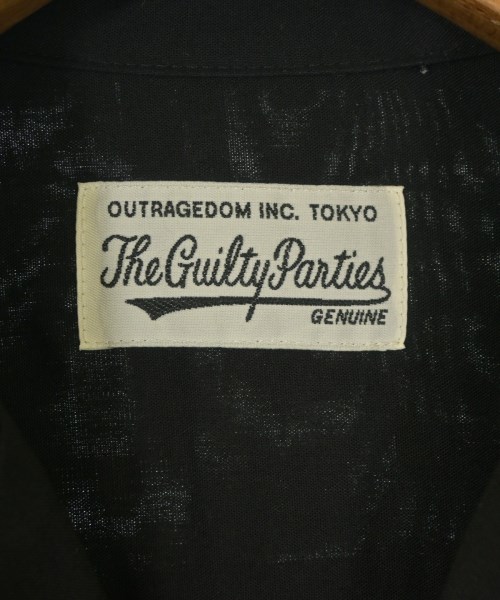 OUTRAGEDOM INC. TOKYO
The Guilty Parties
GENUINE